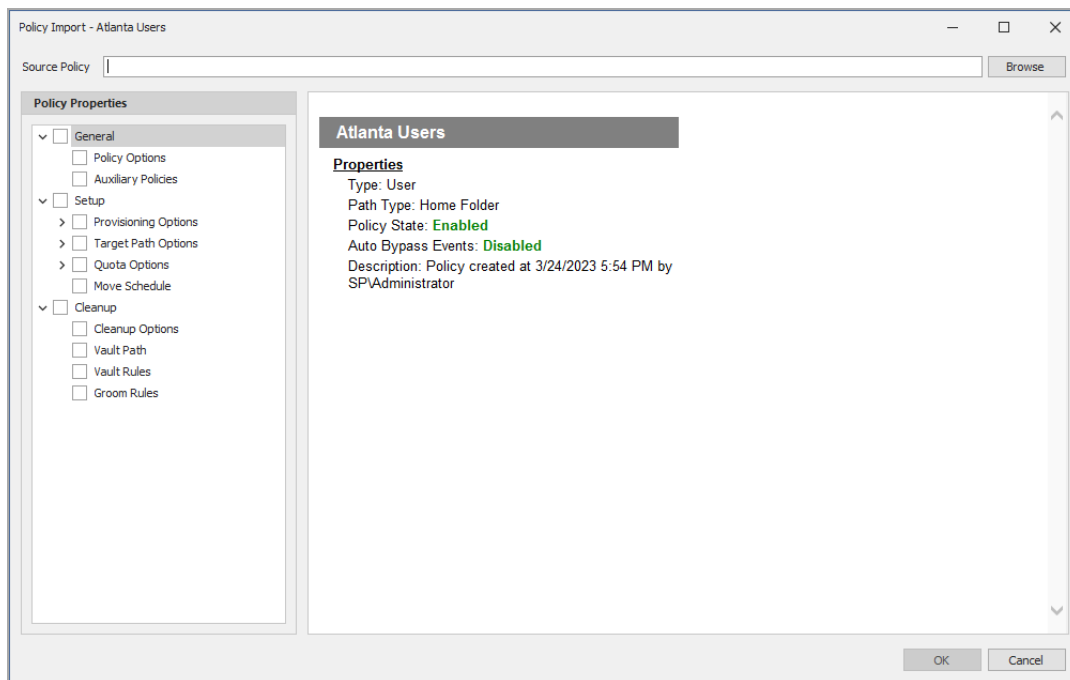 Policy Import - Atlanta Users
Source Policy
Browse
Policy Properties
General
Policy Options
Auxiliary Policies
Setup
Provisioning Options
Target Path Options
Quota Options
Move Schedule
Cleanup
Cleanup Options
Vault Path
Vault Rules
Groom Rules
Atlanta Users
Properties
Type: User
Path Type: Home Folder
Policy State: Enabled
Auto Bypass Events: Disabled
Description: Policy created at 3/24/2023 5:54 PM by
SP\Administrator
OK
Cancel